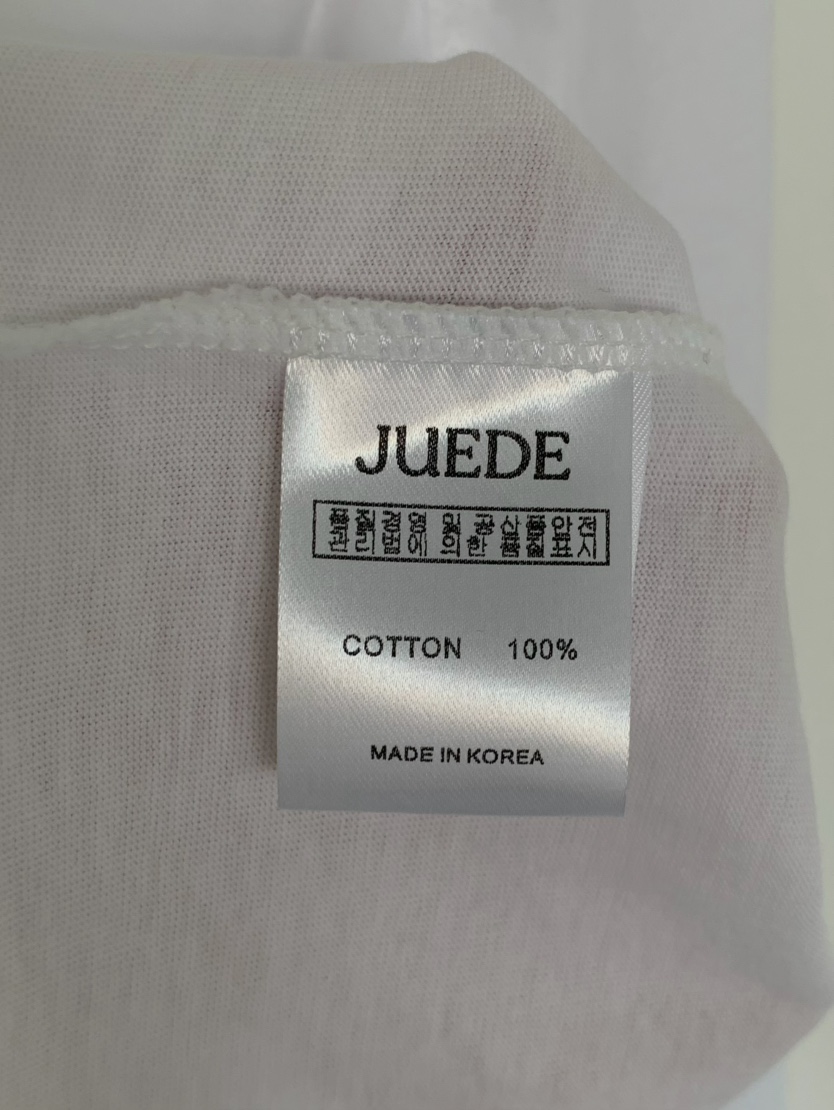 JUEDE
품질경영 및 공산품안전
관리법에 의한 품질표시
COTTON 100%
MADE IN KOREA